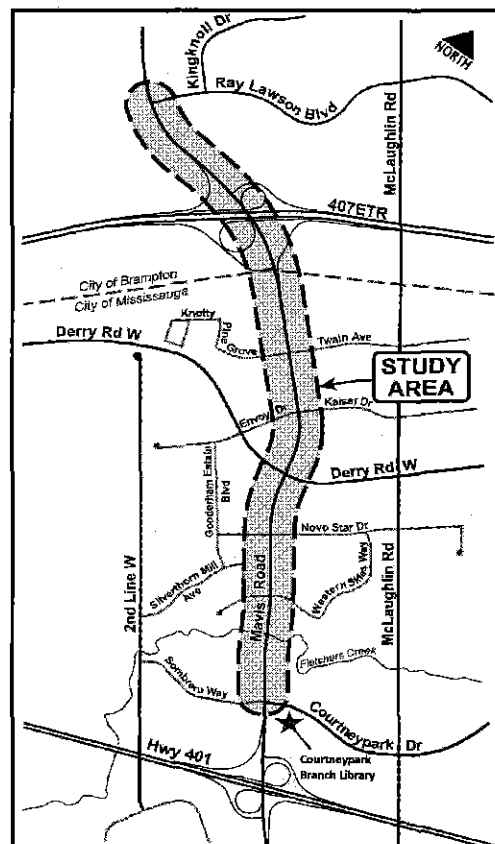 Kingknoll Dr
NORTH
Ray Lawson Blvd
McLaughlin Rd
407ETR
City of Brampton
City of Mississauga
Knotty
Pine
Grove
Twain Ave
Derry Rd W
STUDY
AREA
Envoy Dr
Kaiser Dr
Derry Rd W
Gooderham Estate
Blvd
Novo Star Dr
Silverthorn Mill
Ave
Western Skies Way
2nd Line W
Mavis Road
McLaughlin Rd
Fletchers Creek
Sombrero Way
Courtneypark Dr
Hwy 401
Courtneypark
Branch Library